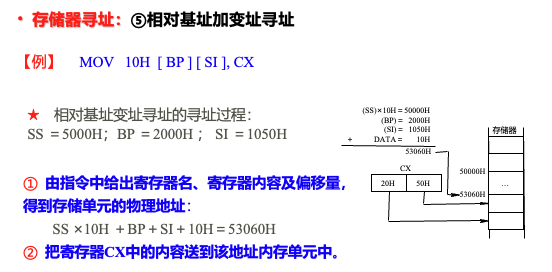 • 存储器寻址：⑤相对基址加变址寻址
【例】 MOV 10H [ BP ] [ SI ], CX
★ 相对基址变址寻址的寻址过程：
SS ＝5000H；BP ＝2000H ； SI ＝1050H
① 由指令中给出寄存器名、寄存器内容及偏移量，
得到存储单元的物理地址：
SS ×10H ＋BP＋SI＋10H＝53060H
② 把寄存器CX中的内容送到该地址内存单元中。
(SS)×10H = 50000H
(BP) = 2000H
(SI) = 1050H
+ DATA = 10H
53060H
CX
20H 50H
存储器
50000H
...
53060H